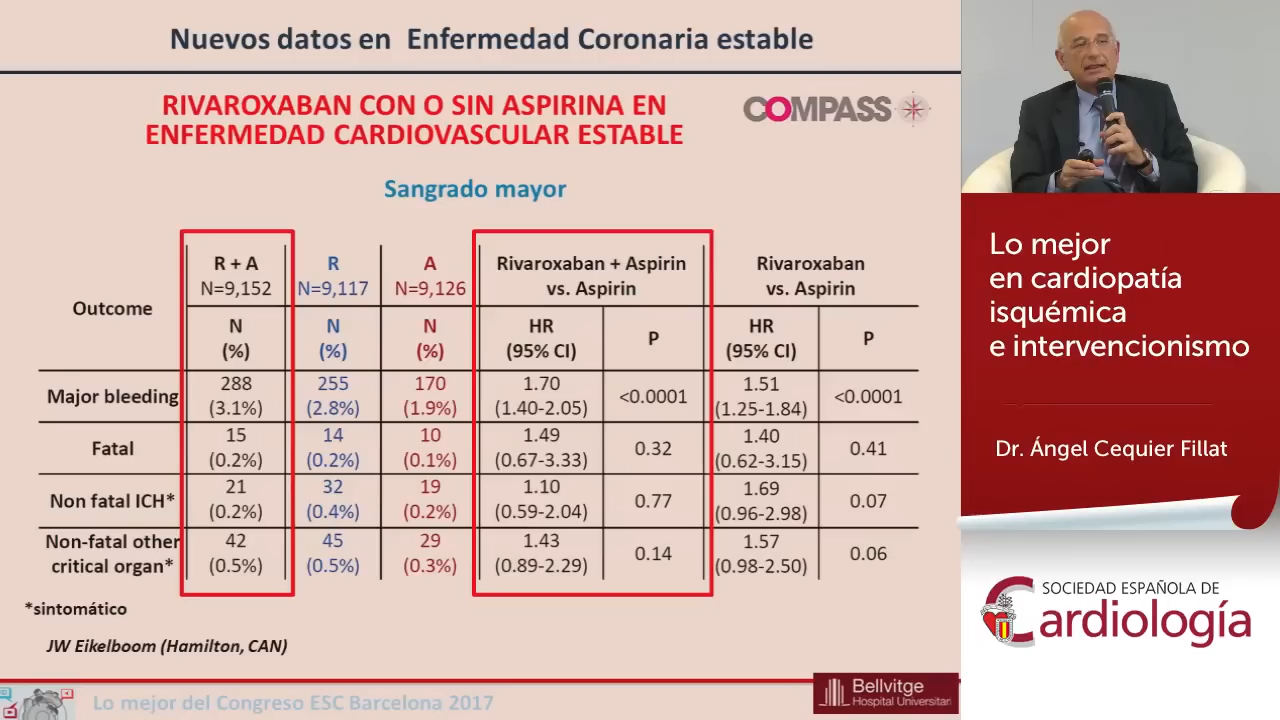 Nuevos datos en Enfermedad Coronaria estable
RIVAROXABAN CON O SIN ASPIRINA EN
ENFERMEDAD CARDIOVASCULAR ESTABLE
COMPASS
Sangrado mayor
Outcome
R + A
N=9,152
R
N=9,117
A
N=9,126
Rivaroxaban + Aspirin
vs. Aspirin
Rivaroxaban
vs. Aspirin
N
(%)
N
(%)
N
(%)
HR
(95% CI)
P
HR
(95% CI)
P
Major bleeding
288
(3.1%)
255
(2.8%)
170
(1.9%)
1.70
(1.40-2.05)
<0.0001
1.51
(1.25-1.84)
<0.0001
Fatal
15
(0.2%)
14
(0.2%)
10
(0.1%)
1.49
(0.67-3.33)
0.32
1.40
(0.62-3.15)
0.41
Non fatal ICH*
21
(0.2%)
32
(0.4%)
19
(0.2%)
1.10
(0.59-2.04)
0.77
1.69
(0.96-2.98)
0.07
Non-fatal other
critical organ*
42
(0.5%)
45
(0.5%)
29
(0.3%)
1.43
(0.89-2.29)
0.14
1.57
(0.98-2.50)
0.06
*sintomático
JW Eikelboom (Hamilton, CAN)
Lo mejor del Congreso ESC Barcelona 2017
Bellvitge
Hospital Universitari
Lo mejor
en cardiopatía
isquémica
e intervencionismo
Dr. Ángel Cequier Fillat
SOCIEDAD ESPAÑOLA DE
Cardiología